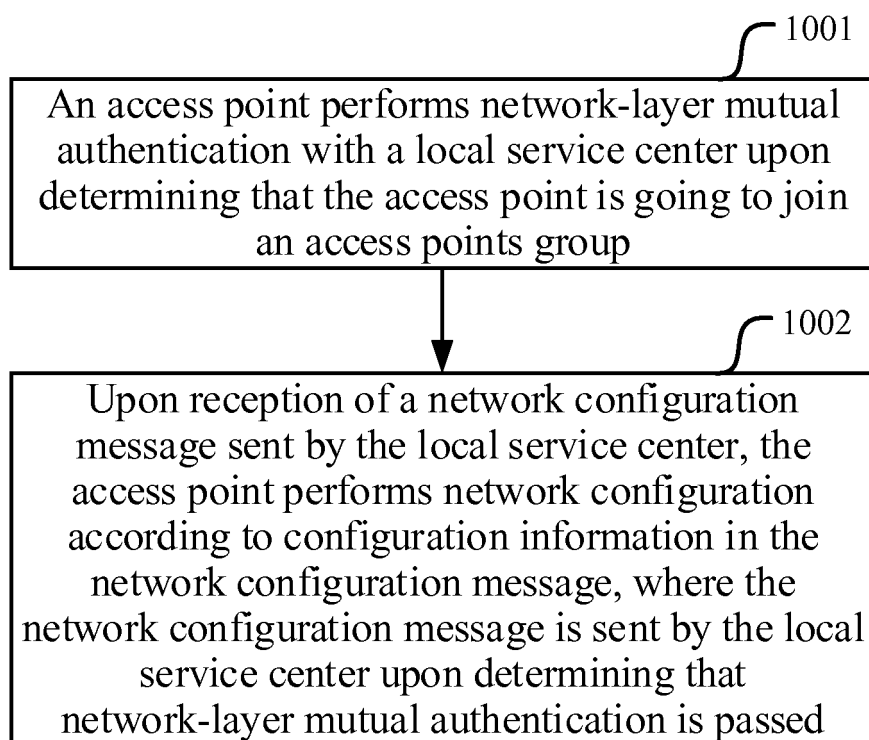 1001
An access point performs network-layer mutual
authentication with a local service center upon
determining that the access point is going to join
an access points group
1002
Upon reception of a network configuration
message sent by the local service center, the
access point performs network configuration
according to configuration information in the
network configuration message, where the
network configuration message is sent by the local
service center upon determining that
network-layer mutual authentication is passed